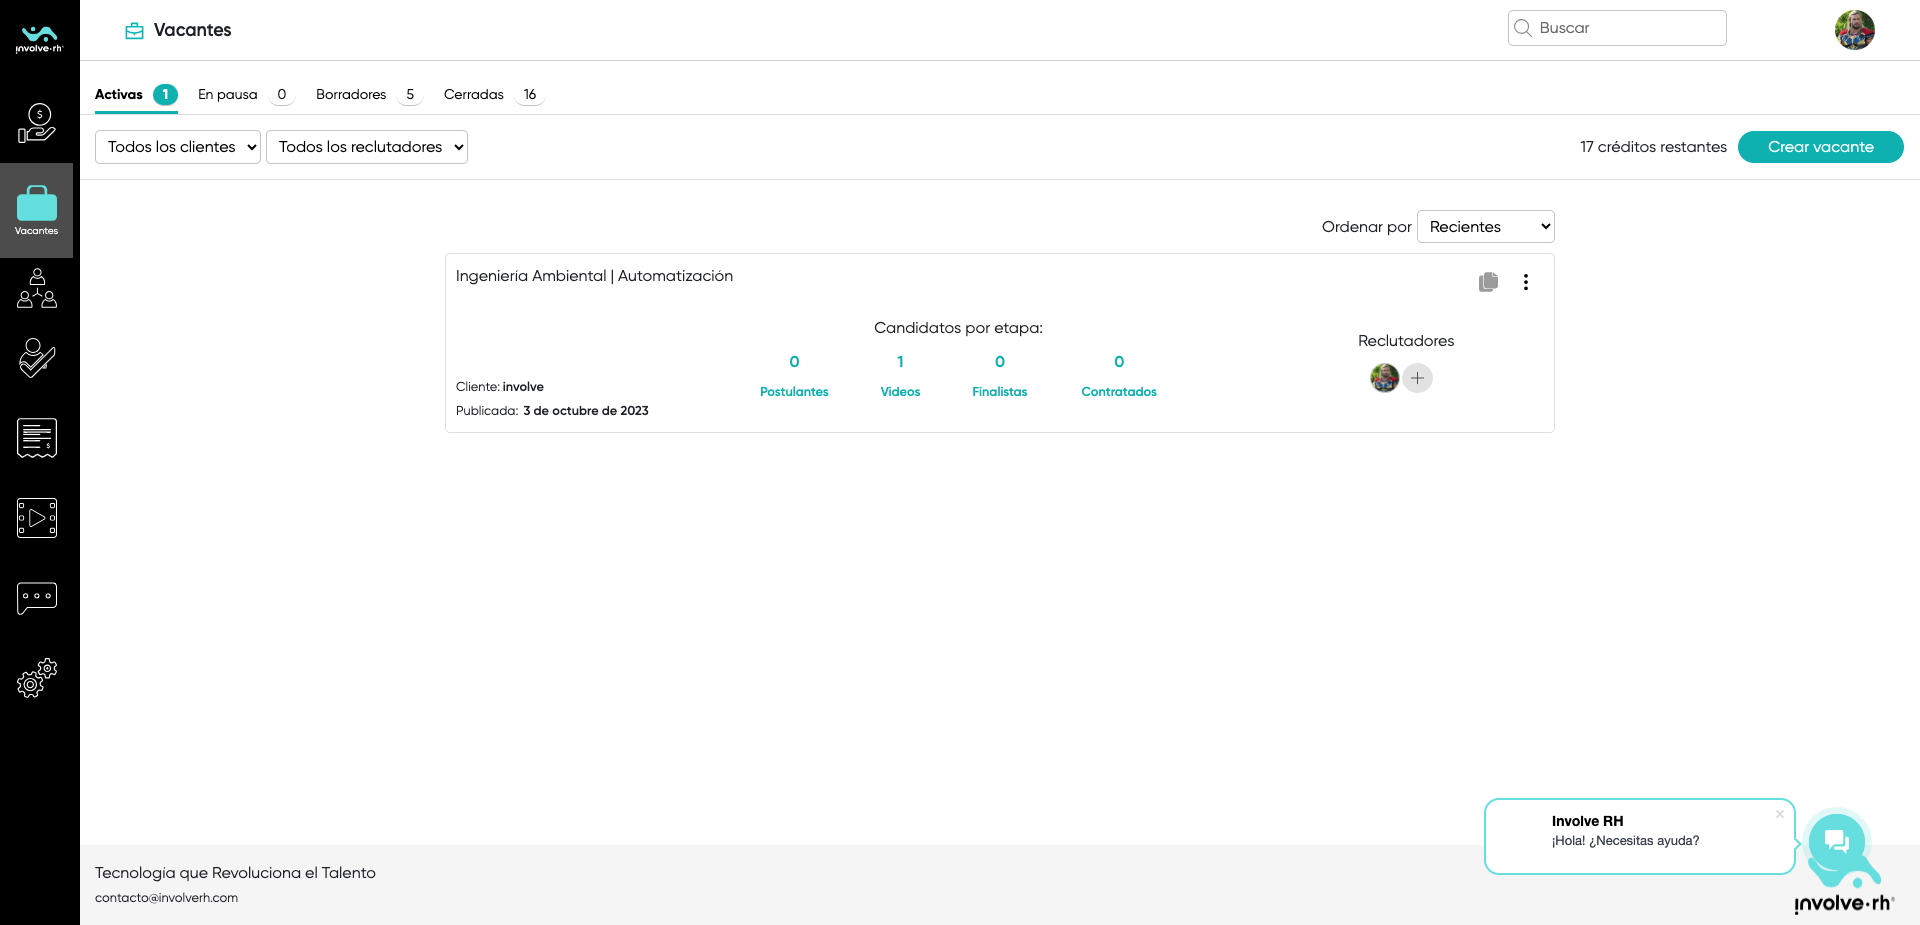 involve·rh
Vacantes
Buscar
Activas 1 En pausa 0 Borradores 5 Cerradas 16
Todos los clientes Todos los reclutadores 17 créditos restantes Crear vacante
Vacantes
Ordenar por Recientes
Ingeniería Ambiental | Automatización
Candidatos por etapa:
Reclutadores
0 1 0 0
Postulantes Videos Finalistas Contratados
Cliente: involve
Publicada: 3 de octubre de 2023
Involve RH
¡Hola! ¿Necesitas ayuda?
Tecnología que Revoluciona el Talento
contacto@involverh.com
involve·rh®